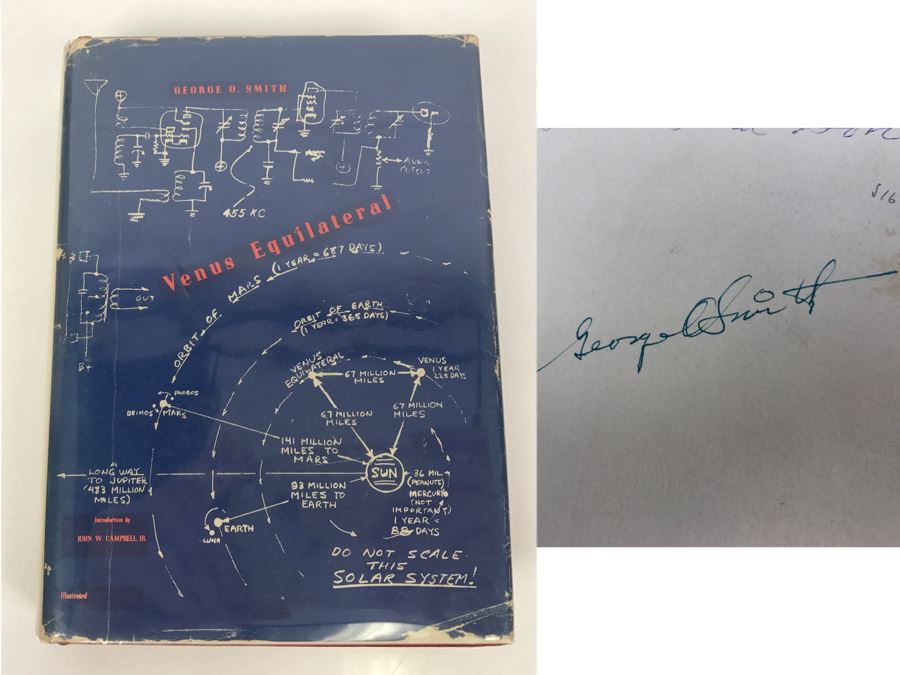 GEORGE O. SMITH
AUDIO
OUTPUT
455 KC
Venus Equilateral
OUT
B+
ORBIT OF MARS (1 YEAR = 687 DAYS)
ORBIT OF EARTH
(1 YEAR = 365 DAYS)
VENUS
EQUILATERAL
67 MILLION
MILES
VENUS
1 YEAR
225 DAYS
PHOBOS
DEIMOS
MARS
67 MILLION
MILES
67 MILLION
MILES
141 MILLION
MILES TO
MARS
SUN
A
LONG WAY
TO JUPITER
(483 MILLION
MILES)
93 MILLION
MILES TO
EARTH
36 MIL.
(PEANUTS)
MERCURY
(NOT
IMPORTANT)
1 YEAR =
88 DAYS
EARTH
LUNA
Introduction by
JOHN W. CAMPBELL, JR.
DO NOT SCALE
THIS
SOLAR SYSTEM!
Illustrated
George O Smith